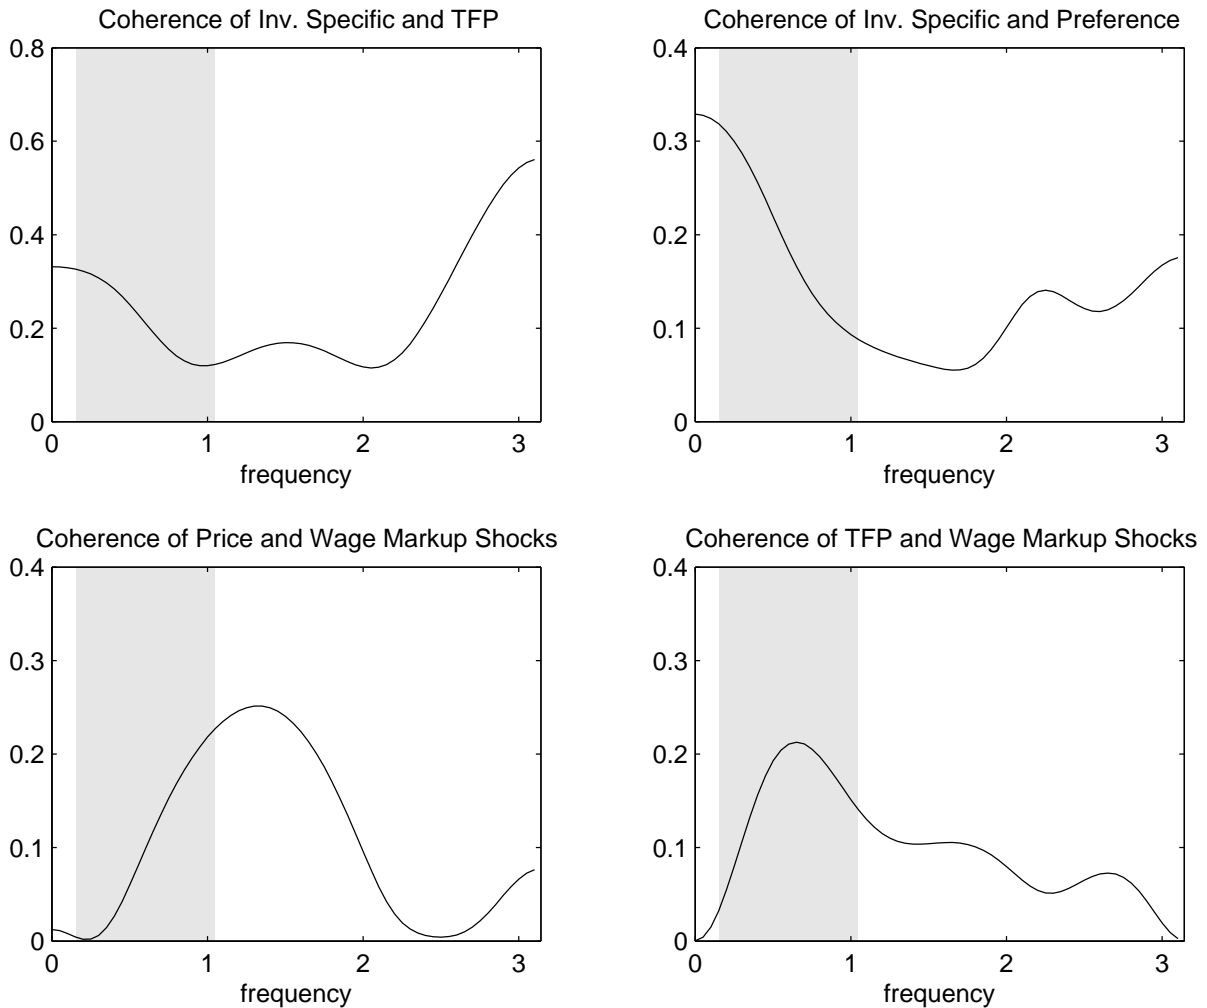 Coherence of Inv. Specific and TFP
0.8
0.6
0.4
0.2
0
0 1 2 3
frequency
Coherence of Inv. Specific and Preference
0.4
0.3
0.2
0.1
0
0 1 2 3
frequency
Coherence of Price and Wage Markup Shocks
0.4
0.3
0.2
0.1
0
0 1 2 3
frequency
Coherence of TFP and Wage Markup Shocks
0.4
0.3
0.2
0.1
0
0 1 2 3
frequency